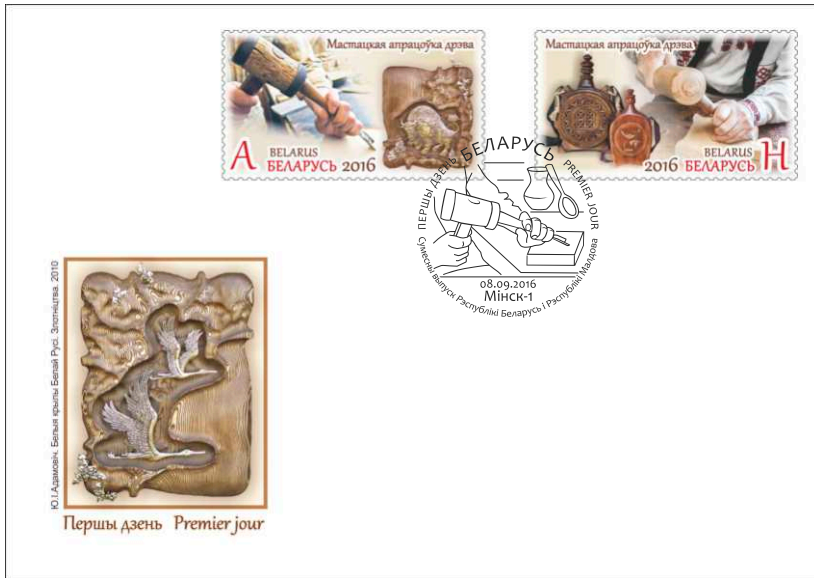 Мастацкая апрацоўка дрэва
А
BELARUS
БЕЛАРУСЬ 2016
Мастацкая апрацоўка дрэва
BELARUS
2016 БЕЛАРУСЬ
Н
ПЕРШЫ ДЗЕНЬ БЕЛАРУСЬ PREMIER JOUR
08.09.2016
Мінск-1
Сумесны выпуск Рэспублікі Беларусь і Рэспублікі Малдова
Ю.І.Адамовіч. Белыя крылы Белай Русі. Злотніцтва. 2010
Першы дзень Premier jour